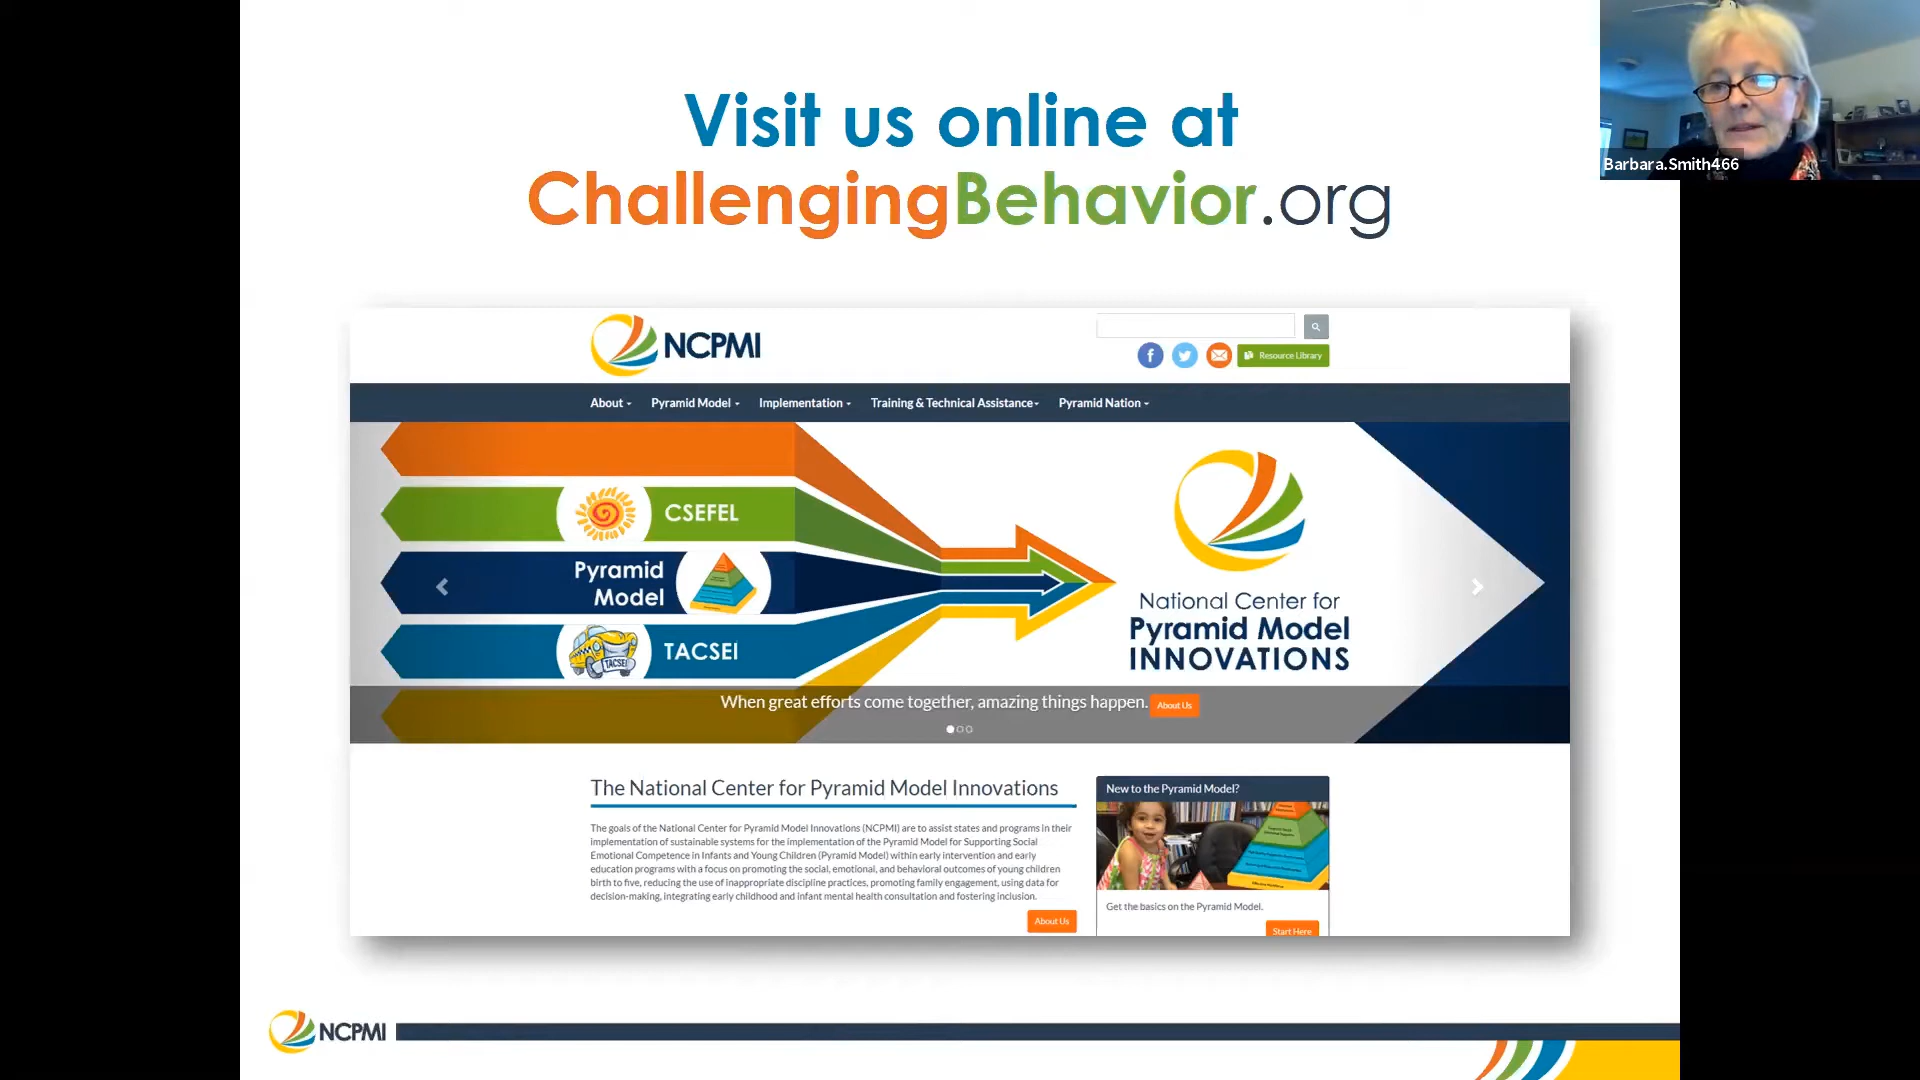 Visit us online at
ChallengingBehavior.org
Barbara.Smith466
NCPMI
Resource Library
About
Pyramid Model
Implementation
Training & Technical Assistance
Pyramid Nation
CSEFEL
Pyramid
Model
TACSEI
TACSEI
National Center for
Pyramid Model
INNOVATIONS
When great efforts come together, amazing things happen.
About Us
The National Center for Pyramid Model Innovations
The goals of the National Center for Pyramid Model Innovations (NCPMI) are to assist states and programs in their
implementation of sustainable systems for the implementation of the Pyramid Model for Supporting Social
Emotional Competence in Infants and Young Children (Pyramid Model) within early intervention and early
education programs with a focus on promoting the social, emotional, and behavioral outcomes of young children
birth to five, reducing the use of inappropriate discipline practices, promoting family engagement, using data for
decision-making, integrating early childhood and infant mental health consultation and fostering inclusion.
About Us
New to the Pyramid Model?
Get the basics on the Pyramid Model.
Start Here
NCPMI